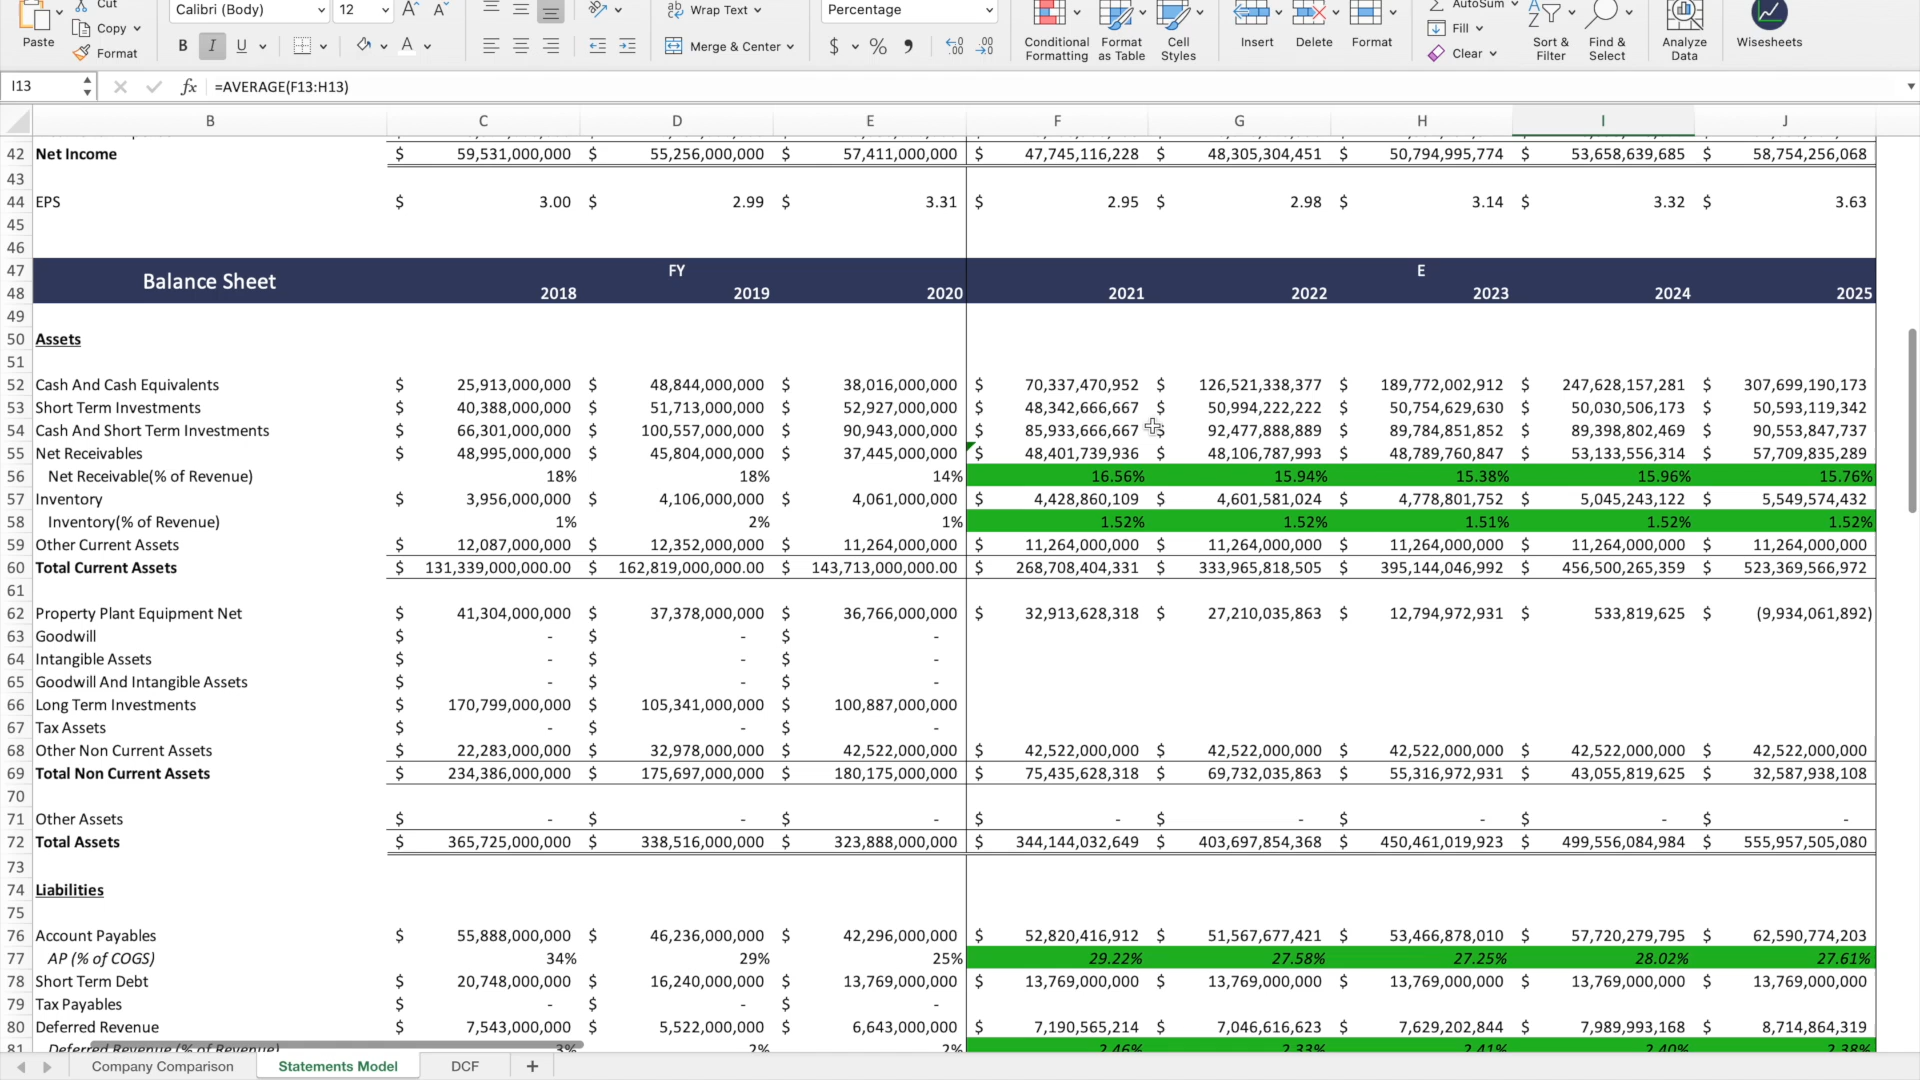 Cut
Calibri (Body) 12 A A Wrap Text Percentage AutoSum
Paste Copy Format B I U A Merge & Center $ % Conditional Formatting Format as Table Cell Styles Insert Delete Format Fill Clear Sort & Filter Find & Select Analyze Data Wisesheets
I13 fx =AVERAGE(F13:H13)
B C D E F G H I J
42 Net Income $ 59,531,000,000 $ 55,256,000,000 $ 57,411,000,000 $ 47,745,116,228 $ 48,305,304,451 $ 50,794,995,774 $ 53,658,639,685 $ 58,754,256,068
43
44 EPS $ 3.00 $ 2.99 $ 3.31 $ 2.95 $ 2.98 $ 3.14 $ 3.32 $ 3.63
45
46
47 Balance Sheet FY E
48 2018 2019 2020 2021 2022 2023 2024 2025
49
50 Assets
51
52 Cash And Cash Equivalents $ 25,913,000,000 $ 48,844,000,000 $ 38,016,000,000 $ 70,337,470,952 $ 126,521,338,377 $ 189,772,002,912 $ 247,628,157,281 $ 307,699,190,173
53 Short Term Investments $ 40,388,000,000 $ 51,713,000,000 $ 52,927,000,000 $ 48,342,666,667 $ 50,994,222,222 $ 50,754,629,630 $ 50,030,506,173 $ 50,593,119,342
54 Cash And Short Term Investments $ 66,301,000,000 $ 100,557,000,000 $ 90,943,000,000 $ 85,933,666,667 $ 92,477,888,889 $ 89,784,851,852 $ 89,398,802,469 $ 90,553,847,737
55 Net Receivables $ 48,995,000,000 $ 45,804,000,000 $ 37,445,000,000 $ 48,401,739,936 $ 48,106,787,993 $ 48,789,760,847 $ 53,133,556,314 $ 57,709,835,289
56 Net Receivable(% of Revenue) 18% 18% 14% 16.56% 15.94% 15.38% 15.96% 15.76%
57 Inventory $ 3,956,000,000 $ 4,106,000,000 $ 4,061,000,000 $ 4,428,860,109 $ 4,601,581,024 $ 4,778,801,752 $ 5,045,243,122 $ 5,549,574,432
58 Inventory(% of Revenue) 1% 2% 1% 1.52% 1.52% 1.51% 1.52% 1.52%
59 Other Current Assets $ 12,087,000,000 $ 12,352,000,000 $ 11,264,000,000 $ 11,264,000,000 $ 11,264,000,000 $ 11,264,000,000 $ 11,264,000,000 $ 11,264,000,000
60 Total Current Assets $ 131,339,000,000.00 $ 162,819,000,000.00 $ 143,713,000,000.00 $ 268,708,404,331 $ 333,965,818,505 $ 395,144,046,992 $ 456,500,265,359 $ 523,369,566,972
61
62 Property Plant Equipment Net $ 41,304,000,000 $ 37,378,000,000 $ 36,766,000,000 $ 32,913,628,318 $ 27,210,035,863 $ 12,794,972,931 $ 533,819,625 $ (9,934,061,892)
63 Goodwill $ - $ - $ -
64 Intangible Assets $ - $ - $ -
65 Goodwill And Intangible Assets $ - $ - $ -
66 Long Term Investments $ 170,799,000,000 $ 105,341,000,000 $ 100,887,000,000
67 Tax Assets $ - $ - $ -
68 Other Non Current Assets $ 22,283,000,000 $ 32,978,000,000 $ 42,522,000,000 $ 42,522,000,000 $ 42,522,000,000 $ 42,522,000,000 $ 42,522,000,000 $ 42,522,000,000
69 Total Non Current Assets $ 234,386,000,000 $ 175,697,000,000 $ 180,175,000,000 $ 75,435,628,318 $ 69,732,035,863 $ 55,316,972,931 $ 43,055,819,625 $ 32,587,938,108
70
71 Other Assets $ - $ - $ - $ - $ - $ - $ - $ -
72 Total Assets $ 365,725,000,000 $ 338,516,000,000 $ 323,888,000,000 $ 344,144,032,649 $ 403,697,854,368 $ 450,461,019,923 $ 499,556,084,984 $ 555,957,505,080
73
74 Liabilities
75
76 Account Payables $ 55,888,000,000 $ 46,236,000,000 $ 42,296,000,000 $ 52,820,416,912 $ 51,567,677,421 $ 53,466,878,010 $ 57,720,279,795 $ 62,590,774,203
77 AP (% of COGS) 34% 29% 25% 29.22% 27.58% 27.25% 28.02% 27.61%
78 Short Term Debt $ 20,748,000,000 $ 16,240,000,000 $ 13,769,000,000 $ 13,769,000,000 $ 13,769,000,000 $ 13,769,000,000 $ 13,769,000,000 $ 13,769,000,000
79 Tax Payables $ - $ - $ -
80 Deferred Revenue $ 7,543,000,000 $ 5,522,000,000 $ 6,643,000,000 $ 7,190,565,214 $ 7,046,616,623 $ 7,629,202,844 $ 7,989,993,168 $ 8,714,864,319
81 Deferred Revenue (% of Revenue) 3% 2% 2% 2.46% 2.33% 2.41% 2.40% 2.38%
Company Comparison Statements Model DCF +